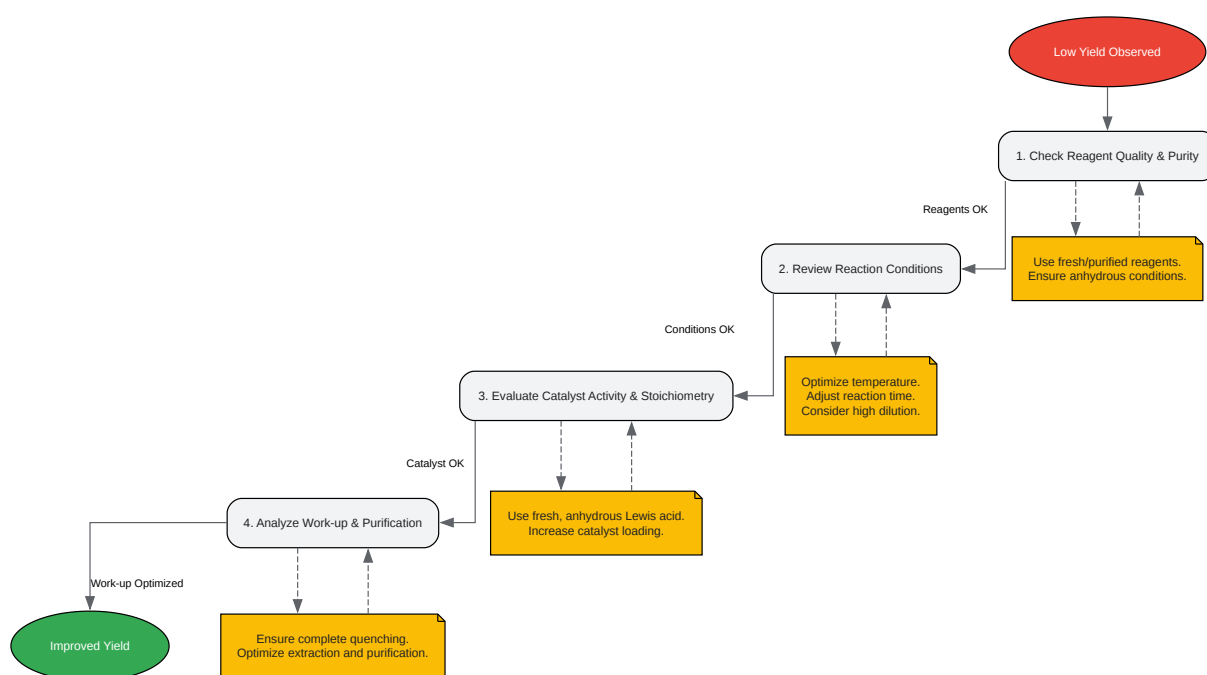 Low Yield Observed
1. Check Reagent Quality & Purity
Reagents OK
Use fresh/purified reagents.
Ensure anhydrous conditions.
2. Review Reaction Conditions
Conditions OK
Optimize temperature.
Adjust reaction time.
Consider high dilution.
3. Evaluate Catalyst Activity & Stoichiometry
Catalyst OK
Use fresh, anhydrous Lewis acid.
Increase catalyst loading.
4. Analyze Work-up & Purification
Work-up Optimized
Ensure complete quenching.
Optimize extraction and purification.
Improved Yield